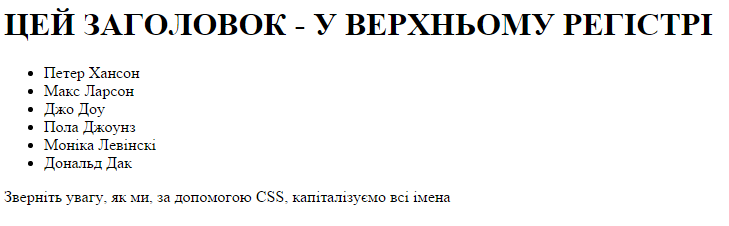 ЦЕЙ ЗАГОЛОВОК - У ВЕРХНЬОМУ РЕГІСТРІ
Петер Хансон
Макс Ларсон
Джо Доу
Пола Джоунз
Моніка Левінскі
Дональд Дак
Зверніть увагу, як ми, за допомогою CSS, капіталізуємо всі імена